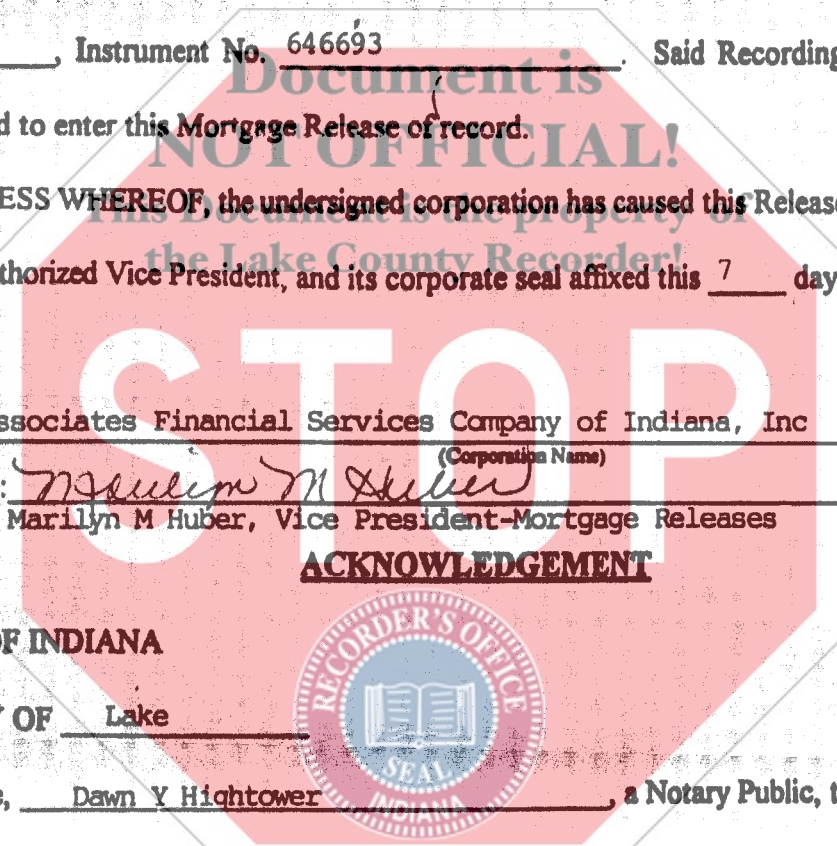 , Instrument No. 646693 . Said Recording
Document is
d to enter this Mortgage Release of record.
NOT OFFICIAL!
ESS WHEREOF, the undersigned corporation has caused this Release
This Document is the property of
the Lake County Recorder!
thorized Vice President, and its corporate seal affixed this 7 day
STOP
ssociates Financial Services Company of Indiana, Inc
(Corporation Name)
: Marilyn M Huber
Marilyn M Huber, Vice President-Mortgage Releases
ACKNOWLEDGEMENT
OF INDIANA
RECORDER'S OFFICE
Y OF Lake
SEAL
INDIANA
, Dawn Y Hightower , a Notary Public, t